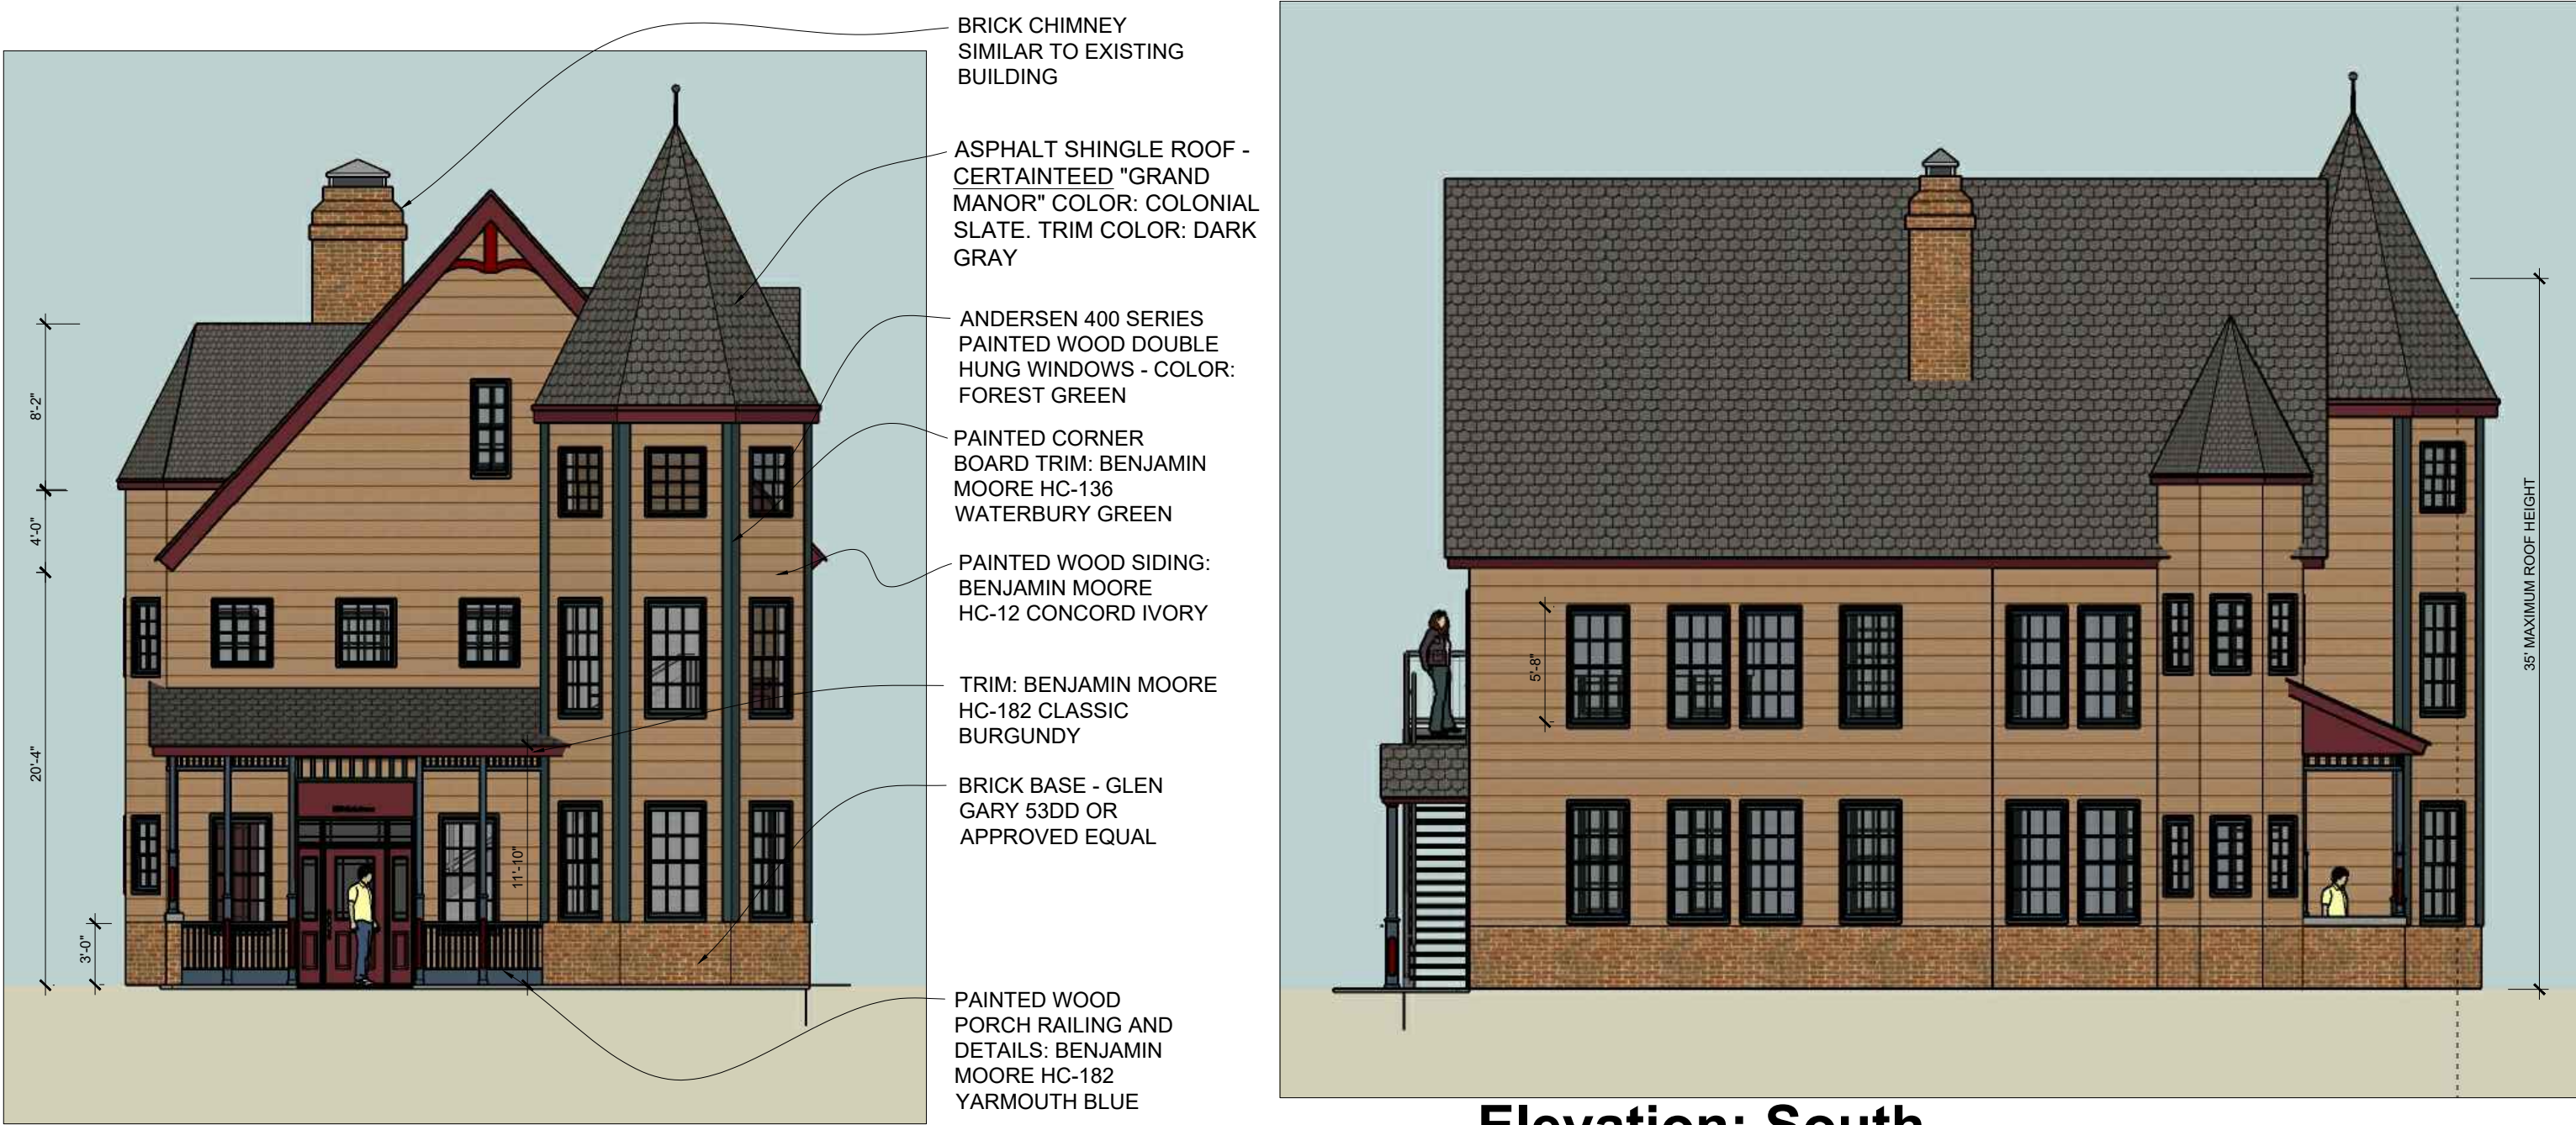 BRICK CHIMNEY
SIMILAR TO EXISTING
BUILDING
ASPHALT SHINGLE ROOF -
CERTAINTEED "GRAND
MANOR" COLOR: COLONIAL
SLATE. TRIM COLOR: DARK
GRAY
ANDERSEN 400 SERIES
PAINTED WOOD DOUBLE
HUNG WINDOWS - COLOR:
FOREST GREEN
PAINTED CORNER
BOARD TRIM: BENJAMIN
MOORE HC-136
WATERBURY GREEN
PAINTED WOOD SIDING:
BENJAMIN MOORE
HC-12 CONCORD IVORY
TRIM: BENJAMIN MOORE
HC-182 CLASSIC
BURGUNDY
BRICK BASE - GLEN
GARY 53DD OR
APPROVED EQUAL
PAINTED WOOD
PORCH RAILING AND
DETAILS: BENJAMIN
MOORE HC-182
YARMOUTH BLUE
8'-2"
4'-0"
20'-4"
3'-0"
11'-10"
5'-8"
35' MAXIMUM ROOF HEIGHT
Elevation: South